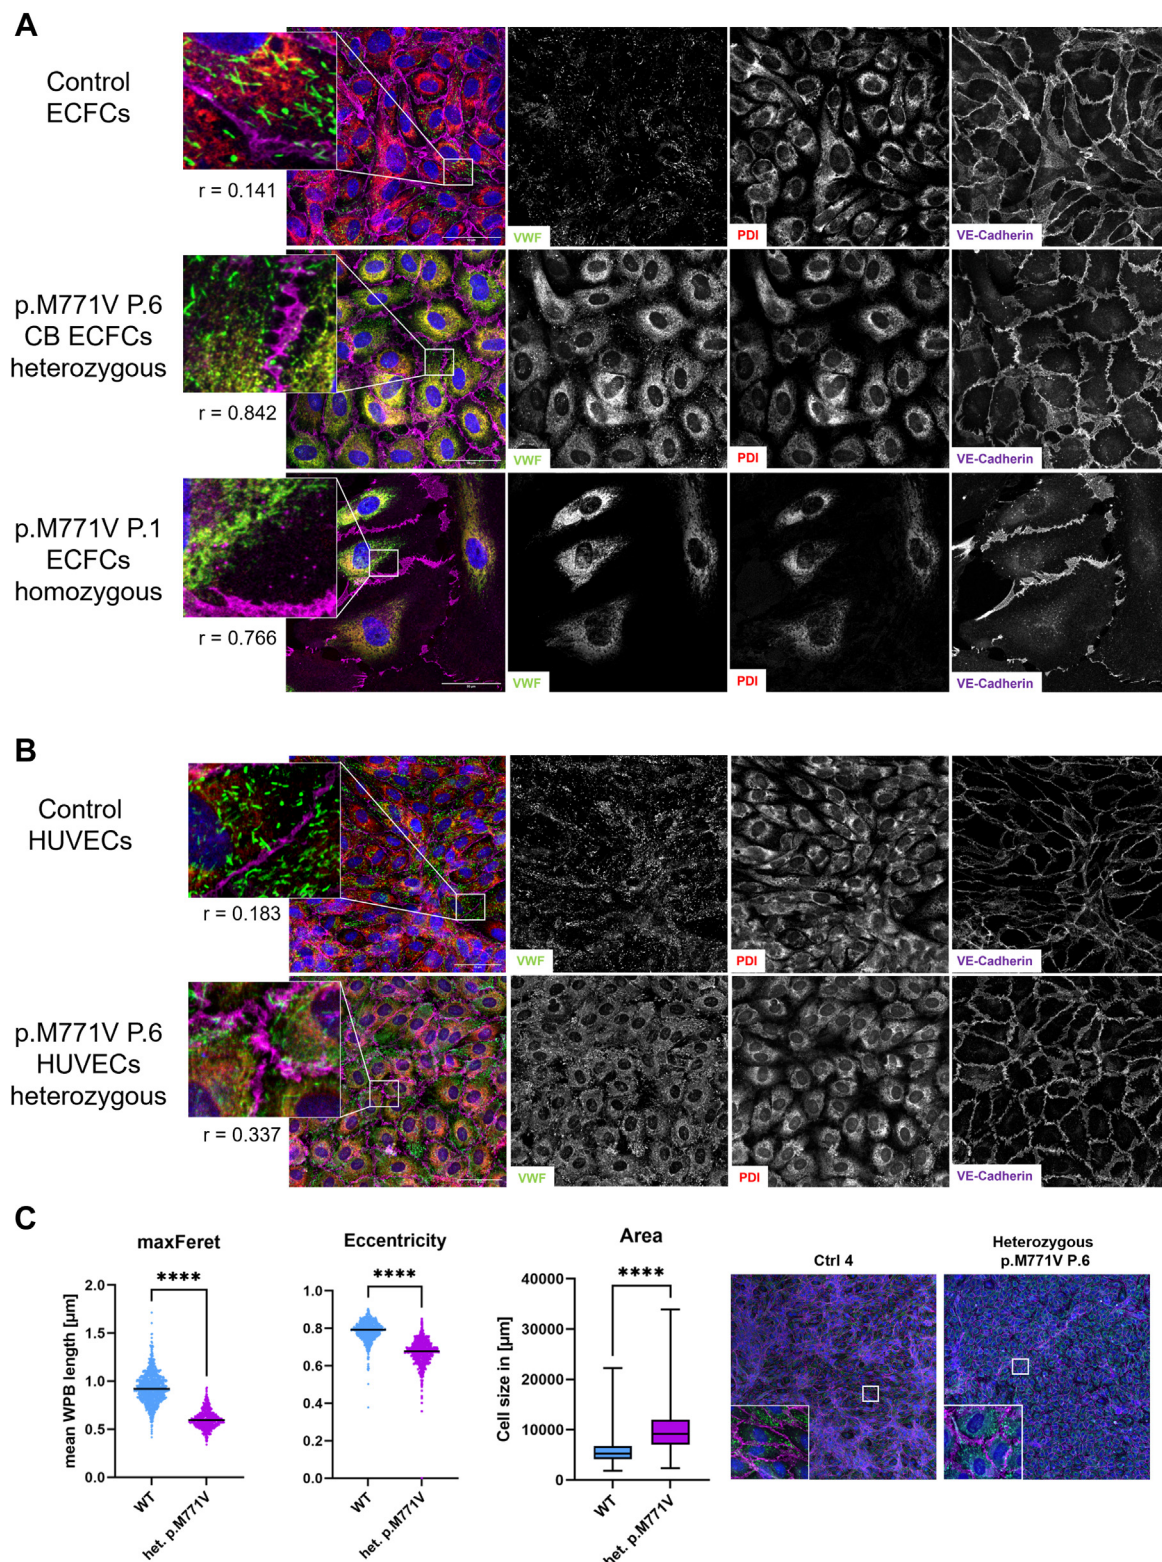 A
Control
ECFCs
r = 0.141
VWF
PDI
VE-Cadherin
p.M771V P.6
CB ECFCs
heterozygous
r = 0.842
VWF
PDI
VE-Cadherin
p.M771V P.1
ECFCs
homozygous
r = 0.766
VWF
PDI
VE-Cadherin
B
Control
HUVECs
r = 0.183
VWF
PDI
VE-Cadherin
p.M771V P.6
HUVECs
heterozygous
r = 0.337
VWF
PDI
VE-Cadherin
C
maxFeret
****
mean WPB length [µm]
2.0
1.5
1.0
0.5
0.0
WT
het. p.M771V
Eccentricity
****
1.0
0.8
0.6
0.4
0.2
0.0
WT
het. p.M771V
Area
****
Cell size in [µm]
40000
30000
20000
10000
0
WT
het. p.M771V
Ctrl 4
Heterozygous
p.M771V P.6